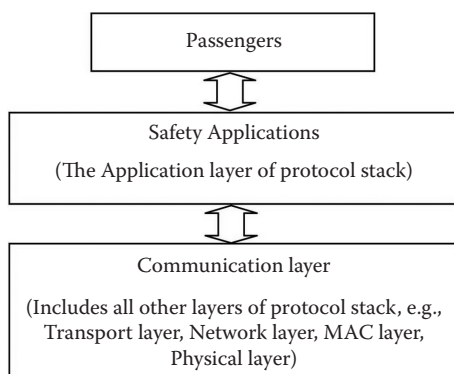 Passengers
Safety Applications
(The Application layer of protocol stack)
Communication layer
(Includes all other layers of protocol stack, e.g.,
Transport layer, Network layer, MAC layer,
Physical layer)